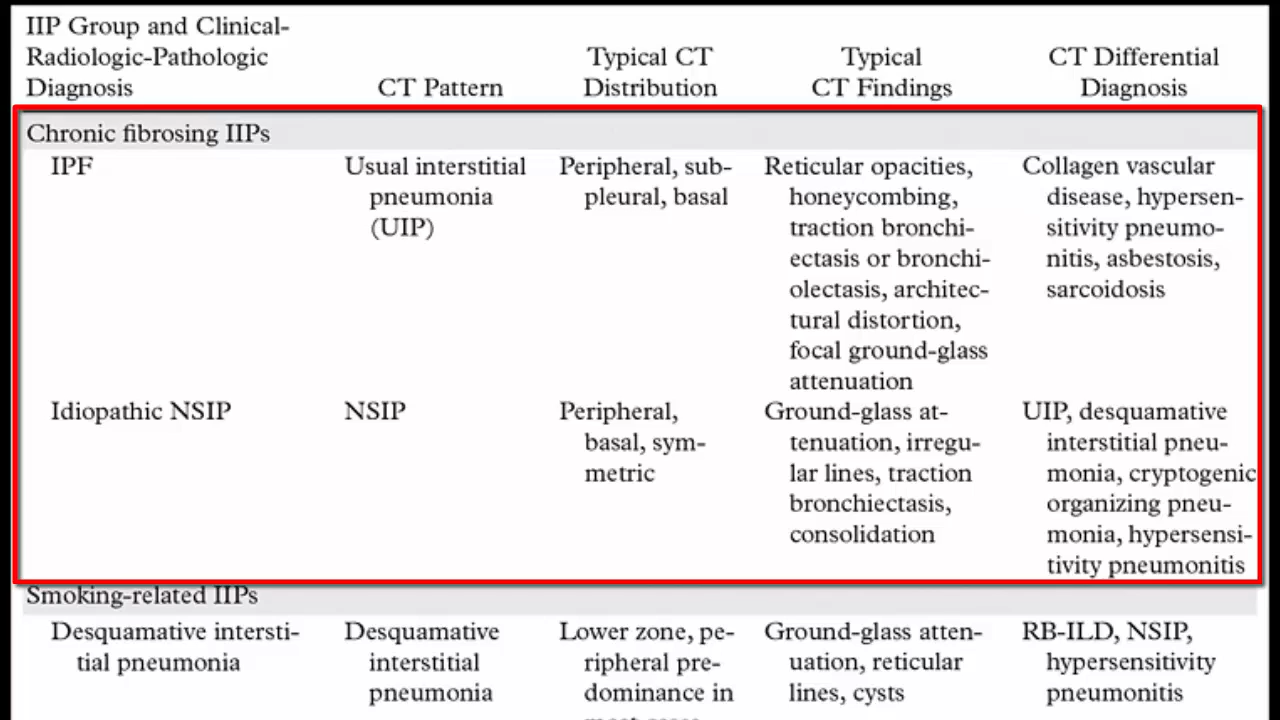 IIP Group and Clinical-
Radiologic-Pathologic
Diagnosis
CT Pattern
Typical CT
Distribution
Typical
CT Findings
CT Differential
Diagnosis
Chronic fibrosing IIPs
IPF
Usual interstitial
pneumonia
(UIP)
Peripheral, sub-
pleural, basal
Reticular opacities,
honeycombing,
traction bronchi-
ectasis or bronchi-
olectasis, architec-
tural distortion,
focal ground-glass
attenuation
Collagen vascular
disease, hypersen-
sitivity pneumo-
nitis, asbestosis,
sarcoidosis
Idiopathic NSIP
NSIP
Peripheral,
basal, sym-
metric
Ground-glass at-
tenuation, irregu-
lar lines, traction
bronchiectasis,
consolidation
UIP, desquamative
interstitial pneu-
monia, cryptogenic
organizing pneu-
monia, hypersensi-
tivity pneumonitis
Smoking-related IIPs
Desquamative intersti-
tial pneumonia
Desquamative
interstitial
pneumonia
Lower zone, pe-
ripheral pre-
dominance in
Ground-glass atten-
uation, reticular
lines, cysts
RB-ILD, NSIP,
hypersensitivity
pneumonitis